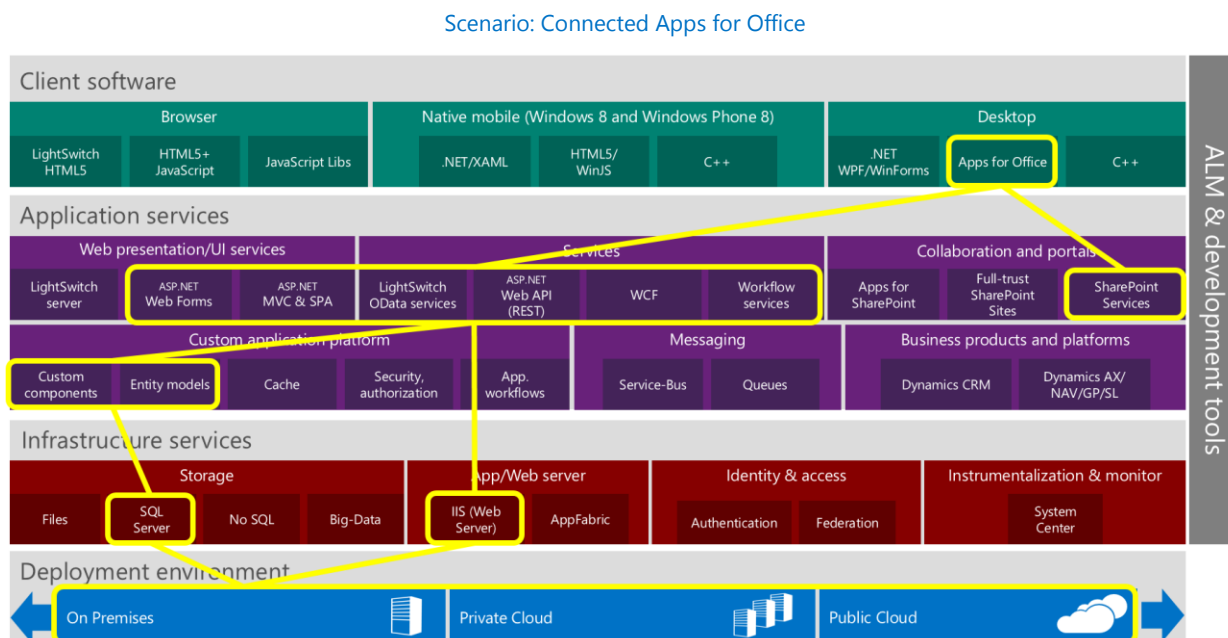 Scenario: Connected Apps for Office
Client software
Browser
LightSwitch
HTML5
HTML5+
JavaScript
JavaScript Libs
Native mobile (Windows 8 and Windows Phone 8)
.NET/XAML
HTML5/
WinJS
C++
Desktop
.NET
WPF/WinForms
Apps for Office
C++
Application services
Web presentation/UI services
LightSwitch
server
ASP.NET
Web Forms
ASP.NET
MVC & SPA
Services
LightSwitch
OData services
ASP.NET
Web API
(REST)
WCF
Workflow
services
Collaboration and portals
Apps for
SharePoint
Full-trust
SharePoint
Sites
SharePoint
Services
Custom application platform
Custom
components
Entity models
Cache
Security,
authorization
App.
workflows
Messaging
Service-Bus
Queues
Business products and platforms
Dynamics CRM
Dynamics AX/
NAV/GP/SL
Infrastructure services
Storage
Files
SQL
Server
No SQL
Big-Data
App/Web server
IIS (Web
Server)
AppFabric
Identity & access
Authentication
Federation
Instrumentalization & monitor
System
Center
Deployment environment
On Premises
Private Cloud
Public Cloud
ALM & development tools